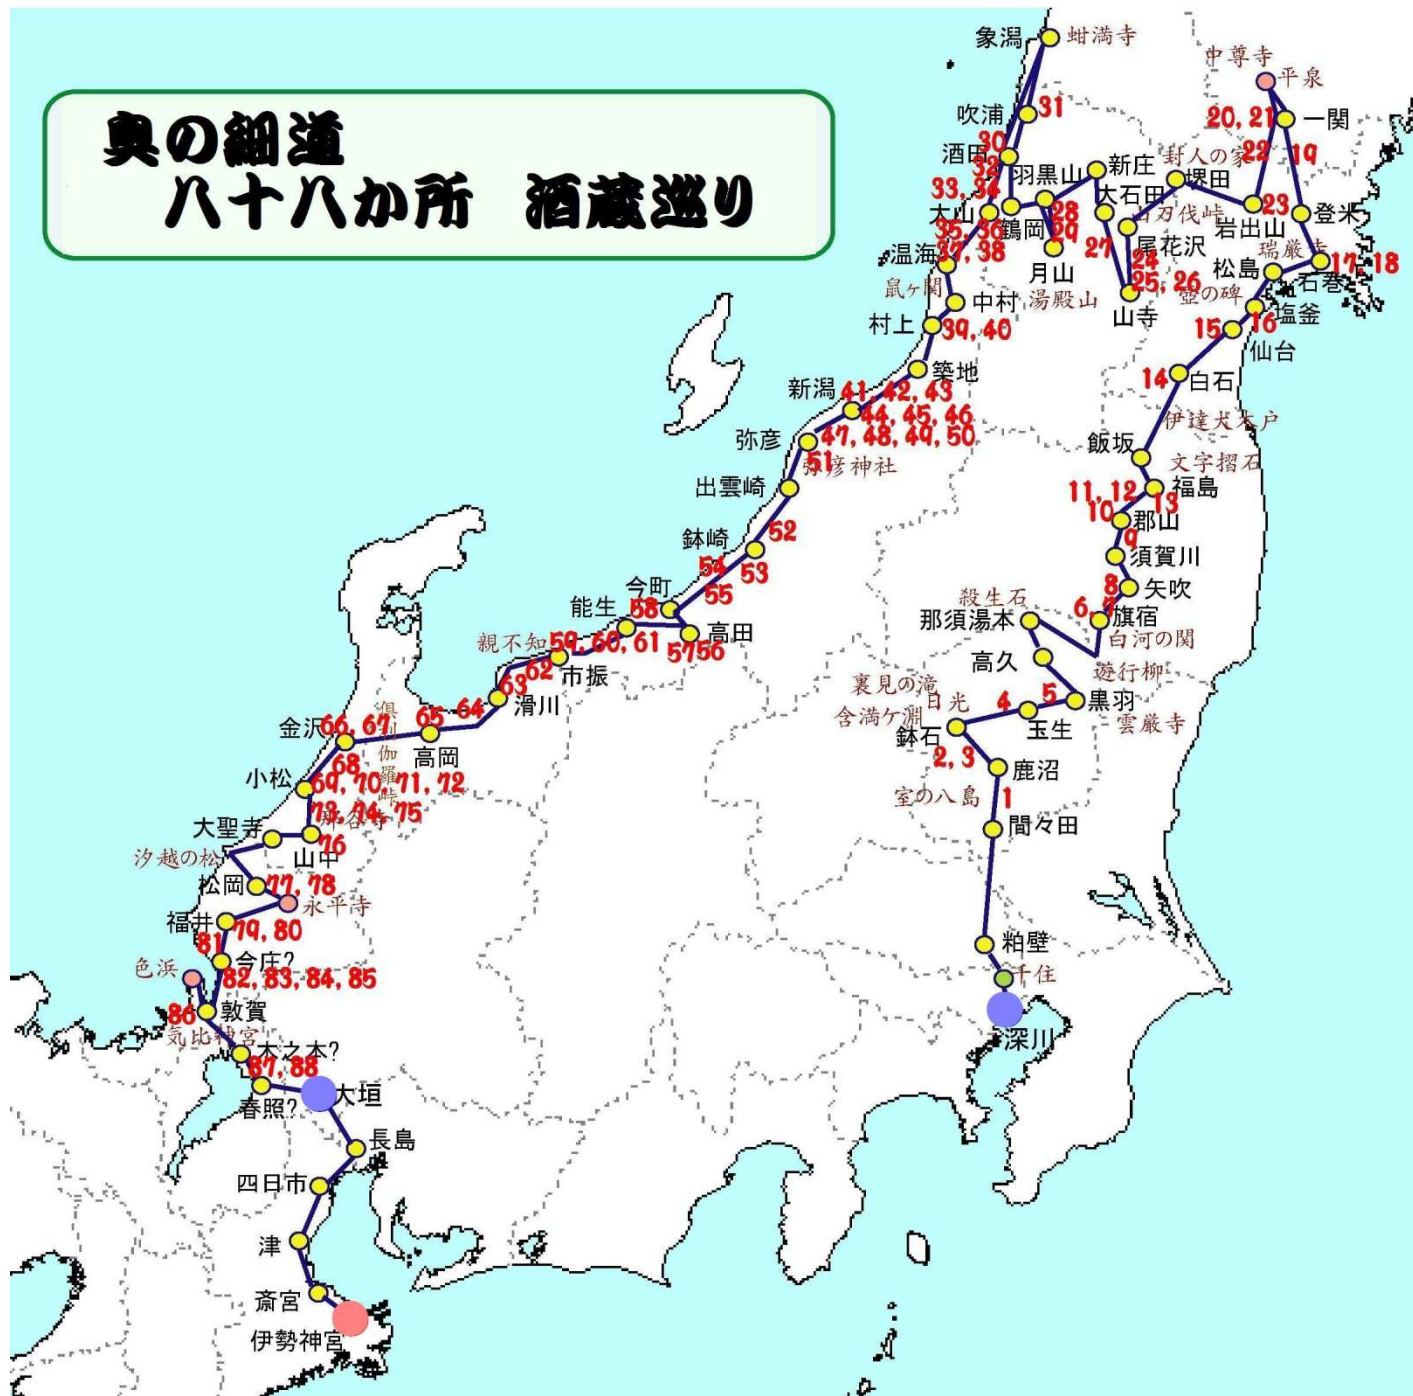 奥の細道
八十八か所 酒蔵巡り
象潟
蚶満寺
中尊寺
平泉
吹浦
31
20, 21
一関
30
酒田
32
羽黒山
新庄
封人の家
22
19
堺田
33, 34
大山
28
大石田
山刀伐峠
岩出山
23
登米
35, 36
鶴岡
29
27
尾花沢
瑞巌寺
温海
37, 38
月山
24
松島
17, 18
石巻
鼠ヶ関
中村
湯殿山
25, 26
山寺
壺の碑
塩釜
村上
39, 40
15
16
仙台
築地
14
白石
新潟
41, 42, 43
44, 45, 46
伊達大木戸
弥彦
47, 48, 49, 50
51
弥彦神社
飯坂
文字摺石
出雲崎
11, 12
福島
13
10
郡山
鉢崎
52
9
須賀川
54
53
今町
55
8
矢吹
能生
58
殺生石
6, 7
那須湯本
旗宿
高田
57
56
白河の関
親不知
59, 60, 61
市振
高久
遊行柳
62
裏見の滝
63
滑川
日光
4
5
黒羽
含満ケ淵
玉生
雲厳寺
64
65
金沢
66, 67
倶利伽羅峠
高岡
鉢石
2, 3
鹿沼
68
小松
69, 70, 71, 72
室の八島
1
73, 74, 75
那谷寺
間々田
大聖寺
76
山中
汐越の松
松岡
77, 78
永平寺
福井
79, 80
81
今庄?
粕壁
色浜
82, 83, 84, 85
千住
86
敦賀
深川
気比神宮
木之本?
87, 88
春照?
大垣
長島
四日市
津
斎宮
伊勢神宮